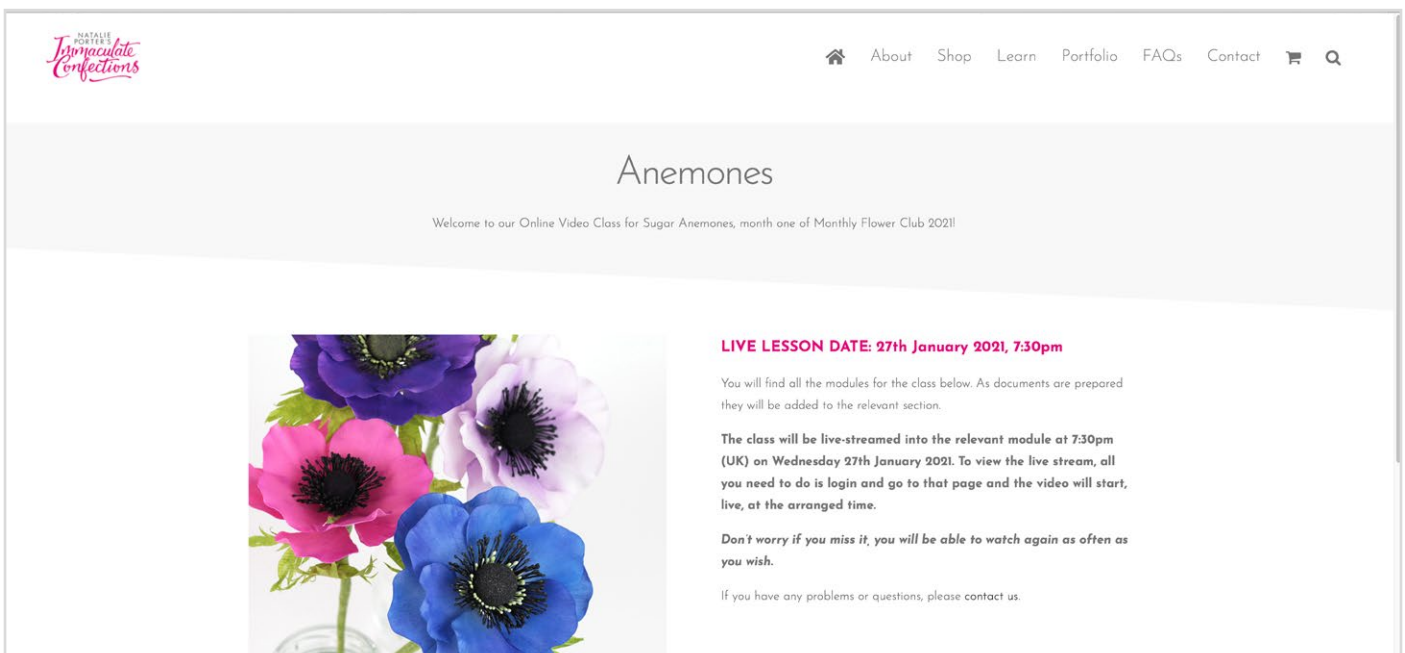 NATALIE
PORTER'S
Immaculate
Confections
About Shop Learn Portfolio FAQs Contact
Anemones
Welcome to our Online Video Class for Sugar Anemones, month one of Monthly Flower Club 2021!
LIVE LESSON DATE: 27th January 2021, 7:30pm
You will find all the modules for the class below. As documents are prepared
they will be added to the relevant section.
The class will be live-streamed into the relevant module at 7:30pm
(UK) on Wednesday 27th January 2021. To view the live stream, all
you need to do is login and go to that page and the video will start,
live, at the arranged time.
Don't worry if you miss it, you will be able to watch again as often as
you wish.
If you have any problems or questions, please contact us.